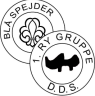 BLÅ SPEJDER
1. RY GRUPPE
D.D.S.